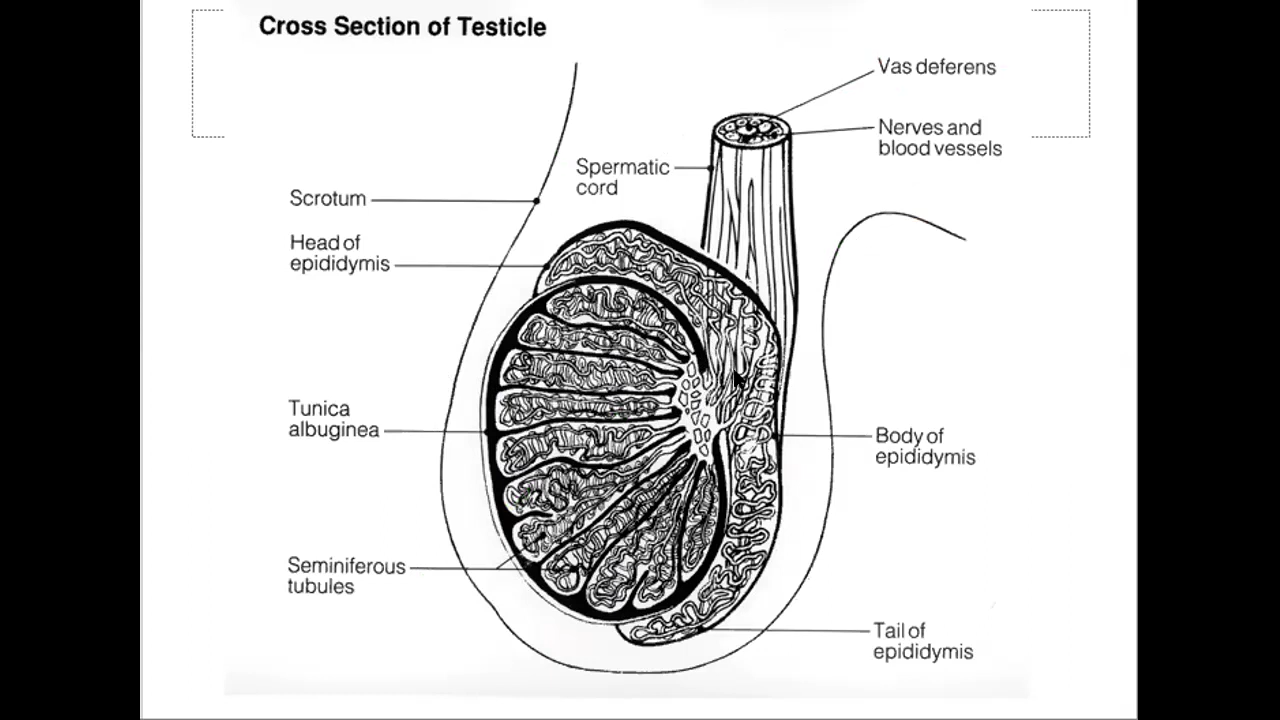 Cross Section of Testicle
Vas deferens
Nerves and
blood vessels
Spermatic
cord
Scrotum
Head of
epididymis
Tunica
albuginea
Body of
epididymis
Seminiferous
tubules
Tail of
epididymis